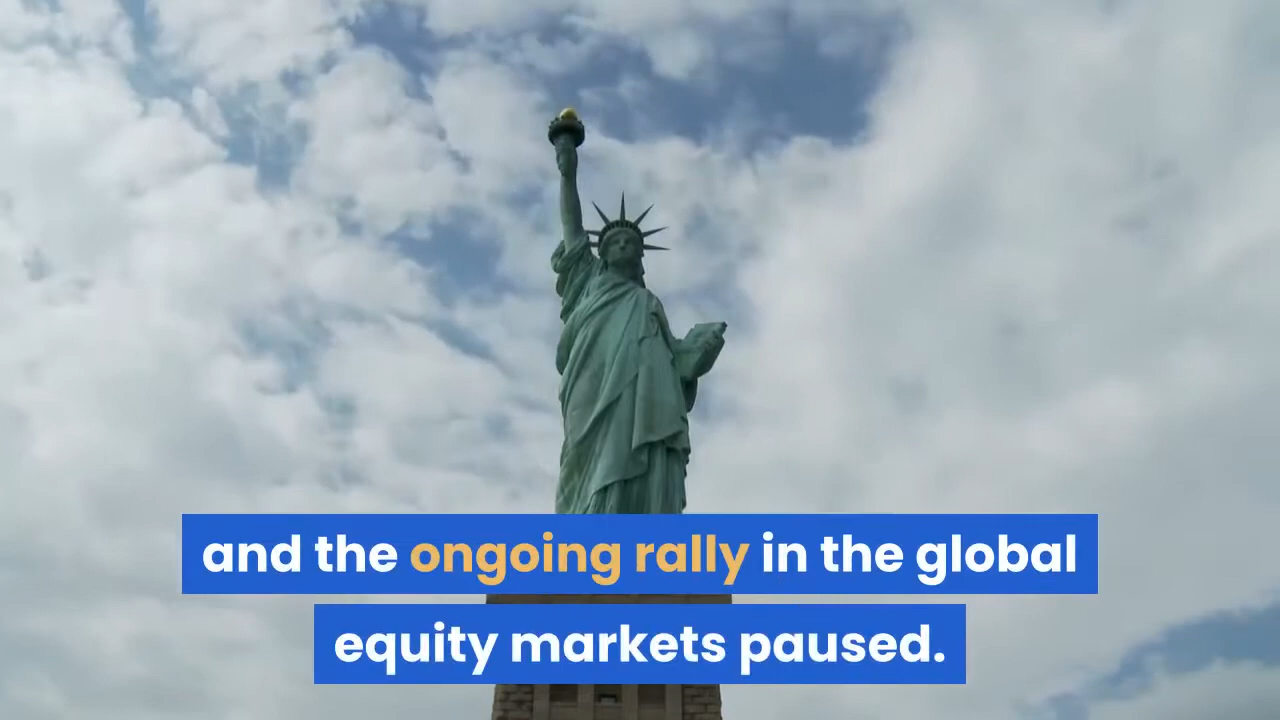 and the ongoing rally in the global
equity markets paused.